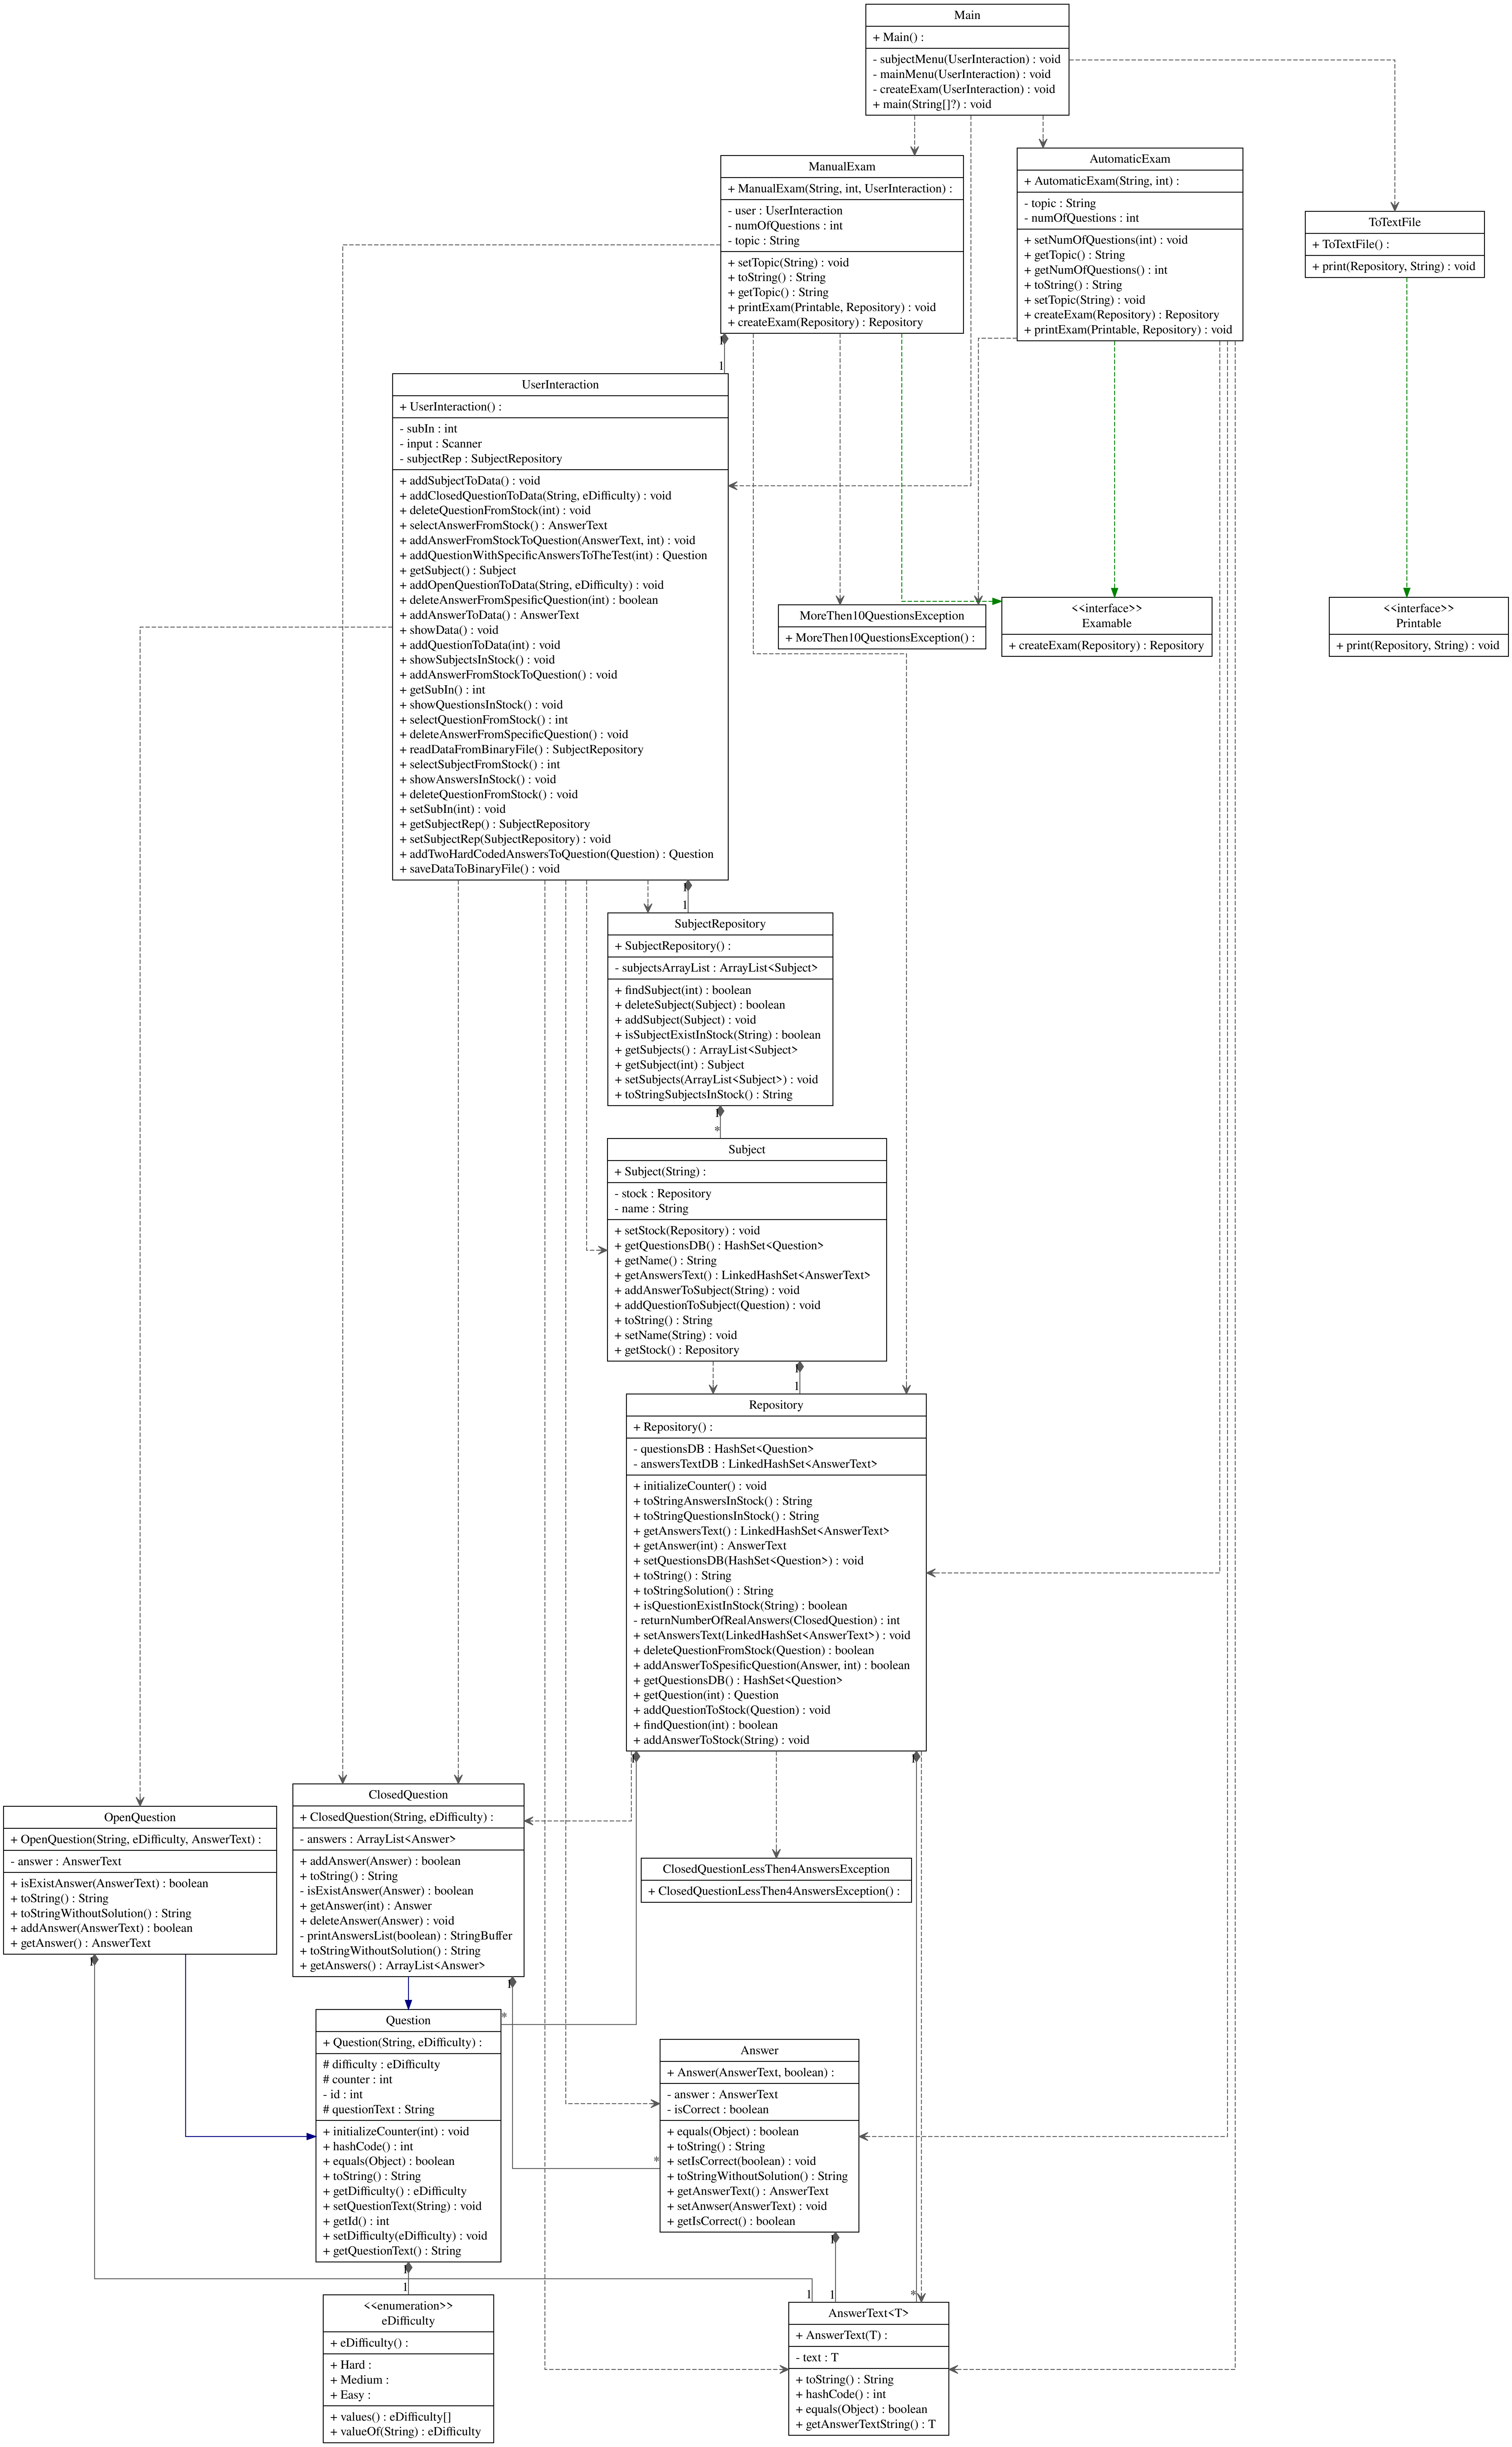 Main
+ Main() :
- subjectMenu(UserInteraction) : void
- mainMenu(UserInteraction) : void
- createExam(UserInteraction) : void
+ main(String[]?) : void
ManualExam
+ ManualExam(String, int, UserInteraction) :
- user : UserInteraction
- numOfQuestions : int
- topic : String
+ setTopic(String) : void
+ toString() : String
+ getTopic() : String
+ printExam(Printable, Repository) : void
+ createExam(Repository) : Repository
1
1
AutomaticExam
+ AutomaticExam(String, int) :
- topic : String
- numOfQuestions : int
+ setNumOfQuestions(int) : void
+ getTopic() : String
+ getNumOfQuestions() : int
+ toString() : String
+ setTopic(String) : void
+ createExam(Repository) : Repository
+ printExam(Printable, Repository) : void
ToTextFile
+ ToTextFile() :
+ print(Repository, String) : void
UserInteraction
+ UserInteraction() :
- subIn : int
- input : Scanner
- subjectRep : SubjectRepository
+ addSubjectToData() : void
+ addClosedQuestionToData(String, eDifficulty) : void
+ deleteQuestionFromStock(int) : void
+ selectAnswerFromStock() : AnswerText
+ addAnswerFromStockToQuestion(AnswerText, int) : void
+ addQuestionWithSpecificAnswersToTheTest(int) : Question
+ getSubject() : Subject
+ addOpenQuestionToData(String, eDifficulty) : void
+ deleteAnswerFromSpesificQuestion(int) : boolean
+ addAnswerToData() : AnswerText
+ showData() : void
+ addQuestionToData(int) : void
+ showSubjectsInStock() : void
+ addAnswerFromStockToQuestion() : void
+ getSubIn() : int
+ showQuestionsInStock() : void
+ selectQuestionFromStock() : int
+ deleteAnswerFromSpecificQuestion() : void
+ readDataFromBinaryFile() : SubjectRepository
+ selectSubjectFromStock() : int
+ showAnswersInStock() : void
+ deleteQuestionFromStock() : void
+ setSubIn(int) : void
+ getSubjectRep() : SubjectRepository
+ setSubjectRep(SubjectRepository) : void
+ addTwoHardCodedAnswersToQuestion(Question) : Question
+ saveDataToBinaryFile() : void
1
1
MoreThen10QuestionsException
+ MoreThen10QuestionsException() :
<<interface>>
Examable
+ createExam(Repository) : Repository
<<interface>>
Printable
+ print(Repository, String) : void
SubjectRepository
+ SubjectRepository() :
- subjectsArrayList : ArrayList<Subject>
+ findSubject(int) : boolean
+ deleteSubject(Subject) : boolean
+ addSubject(Subject) : void
+ isSubjectExistInStock(String) : boolean
+ getSubjects() : ArrayList<Subject>
+ getSubject(int) : Subject
+ setSubjects(ArrayList<Subject>) : void
+ toStringSubjectsInStock() : String
1
*
Subject
+ Subject(String) :
- stock : Repository
- name : String
+ setStock(Repository) : void
+ getQuestionsDB() : HashSet<Question>
+ getName() : String
+ getAnswersText() : LinkedHashSet<AnswerText>
+ addAnswerToSubject(String) : void
+ addQuestionToSubject(Question) : void
+ toString() : String
+ setName(String) : void
+ getStock() : Repository
1
1
Repository
+ Repository() :
- questionsDB : HashSet<Question>
- answersTextDB : LinkedHashSet<AnswerText>
+ initializeCounter() : void
+ toStringAnswersInStock() : String
+ toStringQuestionsInStock() : String
+ getAnswersText() : LinkedHashSet<AnswerText>
+ getAnswer(int) : AnswerText
+ setQuestionsDB(HashSet<Question>) : void
+ toString() : String
+ toStringSolution() : String
+ isQuestionExistInStock(String) : boolean
- returnNumberOfRealAnswers(ClosedQuestion) : int
+ setAnswersText(LinkedHashSet<AnswerText>) : void
+ deleteQuestionFromStock(Question) : boolean
+ addAnswerToSpesificQuestion(Answer, int) : boolean
+ getQuestionsDB() : HashSet<Question>
+ getQuestion(int) : Question
+ addQuestionToStock(Question) : void
+ findQuestion(int) : boolean
+ addAnswerToStock(String) : void
1
1
OpenQuestion
+ OpenQuestion(String, eDifficulty, AnswerText) :
- answer : AnswerText
+ isExistAnswer(AnswerText) : boolean
+ toString() : String
+ toStringWithoutSolution() : String
+ addAnswer(AnswerText) : boolean
+ getAnswer() : AnswerText
1
ClosedQuestion
+ ClosedQuestion(String, eDifficulty) :
- answers : ArrayList<Answer>
+ addAnswer(Answer) : boolean
+ toString() : String
- isExistAnswer(Answer) : boolean
+ getAnswer(int) : Answer
+ deleteAnswer(Answer) : void
- printAnswersList(boolean) : StringBuffer
+ toStringWithoutSolution() : String
+ getAnswers() : ArrayList<Answer>
1
ClosedQuestionLessThen4AnswersException
+ ClosedQuestionLessThen4AnswersException() :
*
Question
+ Question(String, eDifficulty) :
# difficulty : eDifficulty
# counter : int
- id : int
# questionText : String
+ initializeCounter(int) : void
+ hashCode() : int
+ equals(Object) : boolean
+ toString() : String
+ getDifficulty() : eDifficulty
+ setQuestionText(String) : void
+ getId() : int
+ setDifficulty(eDifficulty) : void
+ getQuestionText() : String
1
1
*
Answer
+ Answer(AnswerText, boolean) :
- answer : AnswerText
- isCorrect : boolean
+ equals(Object) : boolean
+ toString() : String
+ setIsCorrect(boolean) : void
+ toStringWithoutSolution() : String
+ getAnswerText() : AnswerText
+ setAnwser(AnswerText) : void
+ getIsCorrect() : boolean
1
1
1
*
<<enumeration>>
eDifficulty
+ eDifficulty() :
+ Hard :
+ Medium :
+ Easy :
+ values() : eDifficulty[]
+ valueOf(String) : eDifficulty
AnswerText<T>
+ AnswerText(T) :
- text : T
+ toString() : String
+ hashCode() : int
+ equals(Object) : boolean
+ getAnswerTextString() : T